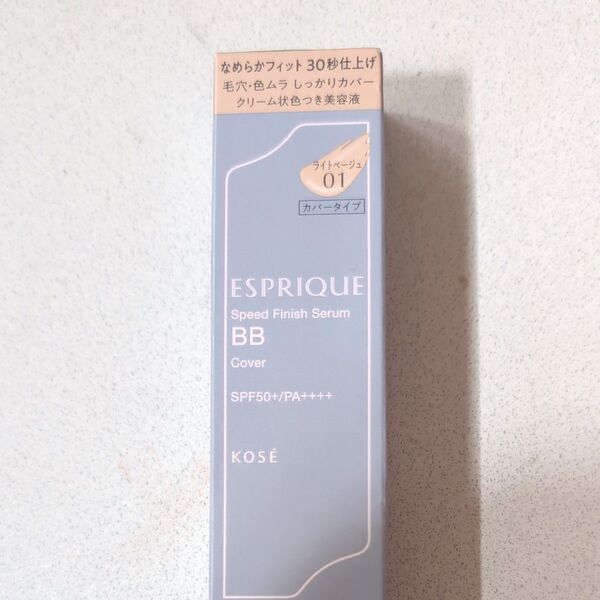 なめらかフィット 30秒仕上げ
毛穴・色ムラ しっかりカバー
クリーム状色つき美容液
ライトベージュ
01
カバータイプ
ESPRIQUE
Speed Finish Serum
BB
Cover
SPF50+/PA++++
KOSÉ